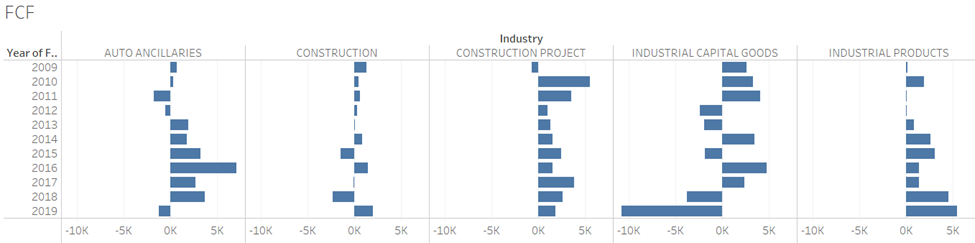 FCF
Industry
Year of F.. AUTO ANCILLARIES CONSTRUCTION CONSTRUCTION PROJECT INDUSTRIAL CAPITAL GOODS INDUSTRIAL PRODUCTS
2009
2010
2011
2012
2013
2014
2015
2016
2017
2018
2019
-10K -5K 0K 5K -10K -5K 0K 5K -10K -5K 0K 5K -10K -5K 0K 5K -10K -5K 0K 5K